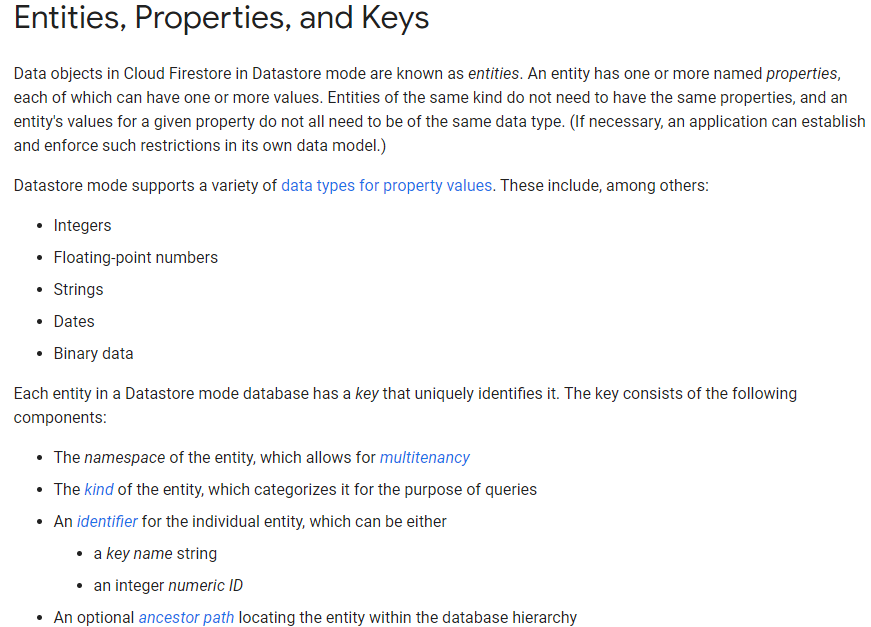 Entities, Properties, and Keys
Data objects in Cloud Firestore in Datastore mode are known as entities. An entity has one or more named properties,
each of which can have one or more values. Entities of the same kind do not need to have the same properties, and an
entity's values for a given property do not all need to be of the same data type. (If necessary, an application can establish
and enforce such restrictions in its own data model.)
Datastore mode supports a variety of data types for property values. These include, among others:
• Integers
• Floating-point numbers
• Strings
• Dates
• Binary data
Each entity in a Datastore mode database has a key that uniquely identifies it. The key consists of the following
components:
• The namespace of the entity, which allows for multitenancy
• The kind of the entity, which categorizes it for the purpose of queries
• An identifier for the individual entity, which can be either
• a key name string
• an integer numeric ID
• An optional ancestor path locating the entity within the database hierarchy